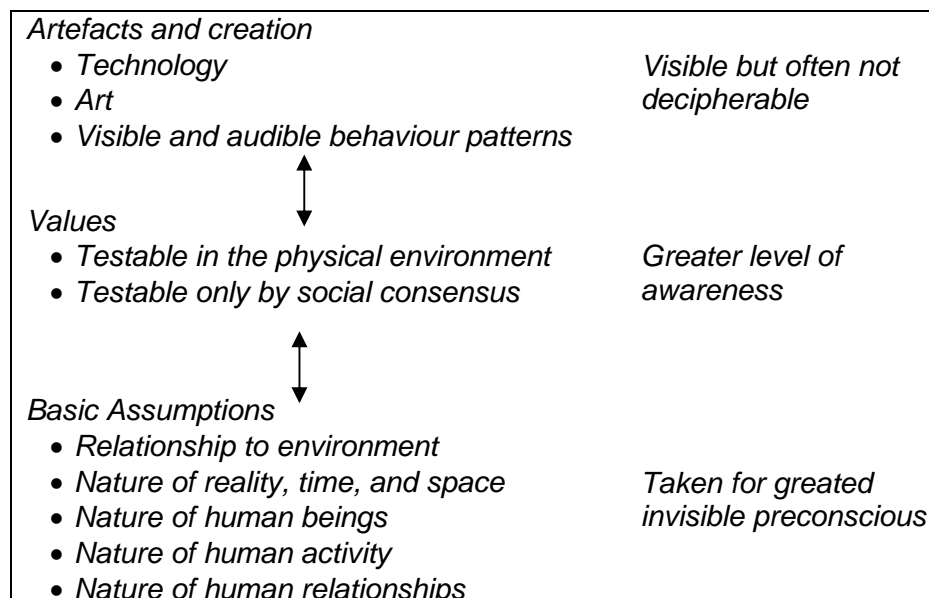 Artefacts and creation
• Technology
Visible but often not
• Art
decipherable
• Visible and audible behaviour patterns
Values
• Testable in the physical environment
Greater level of
• Testable only by social consensus
awareness
Basic Assumptions
• Relationship to environment
• Nature of reality, time, and space
Taken for greated
• Nature of human beings
invisible preconscious
• Nature of human activity
• Nature of human relationships